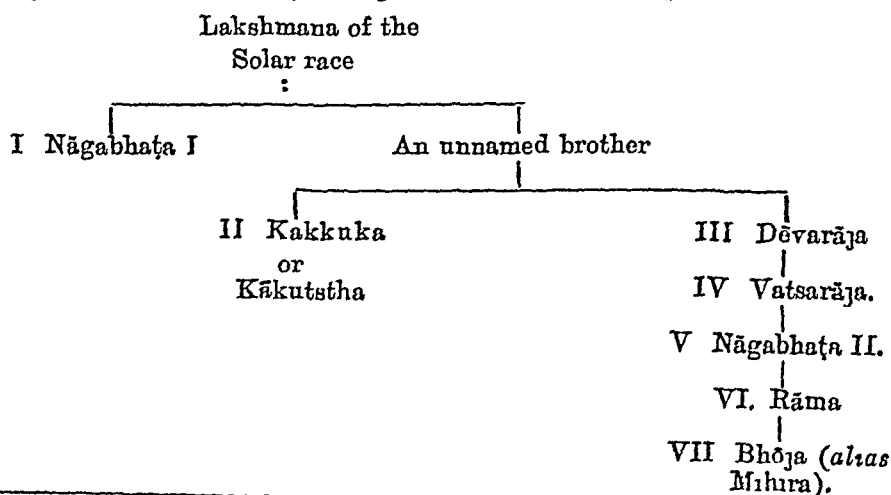 Lakshmana of the
Solar race
:
I Nāgabhaṭa I An unnamed brother
II Kakkuka III Dēvarāja
or
Kākutstha IV Vatsarāja.
V Nāgabhaṭa II.
VI. Rāma
VII Bhōja (alias
Mihira).